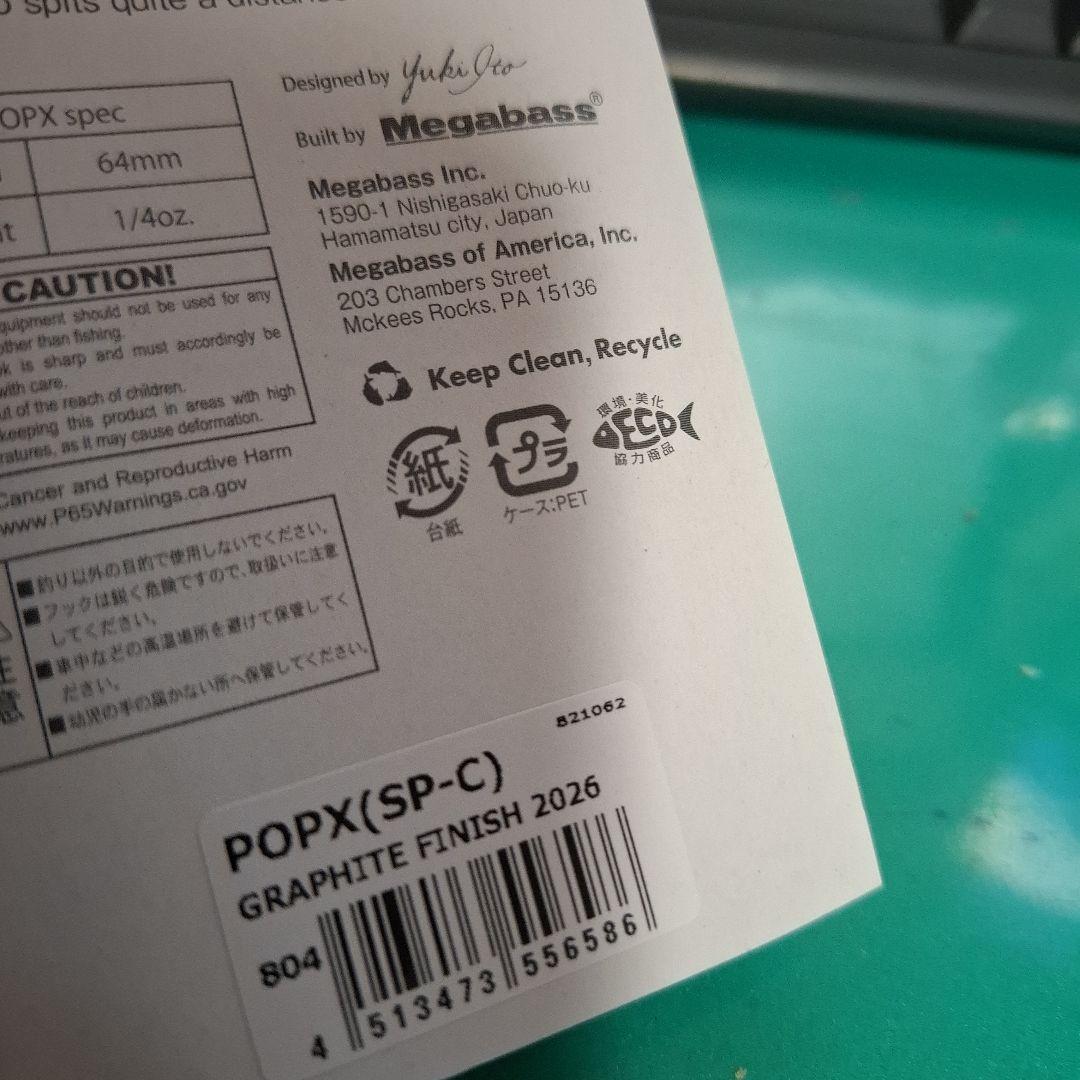 spits quite a distance
Designed by Yuki Ito
Built by Megabass®
OPX spec
64mm
1/4oz.
Megabass Inc.
1590-1 Nishigasaki Chuo-ku
Hamamatsu city, Japan
Megabass of America, Inc.
203 Chambers Street
Mckees Rocks, PA 15136
CAUTION!
quipment should not be used for any
other than fishing.
k is sharp and must accordingly be
with care.
ut of the reach of children.
keeping this product in areas with high
ratures, as it may cause deformation.
Cancer and Reproductive Harm
www.P65Warnings.ca.gov
Keep Clean, Recycle
紙
台紙
プラ
ケース:PET
環境・美化
ECO
協力商品
注意
■釣り以外の目的で使用しないでください。
■フックは鋭く危険ですので、取扱いに注意
してください。
■車中などの高温場所を避けて保管してく
ださい。
■幼児の手の届かない所へ保管してください。
821062
POPX(SP-C)
GRAPHITE FINISH 2026
804
4 513473 556586